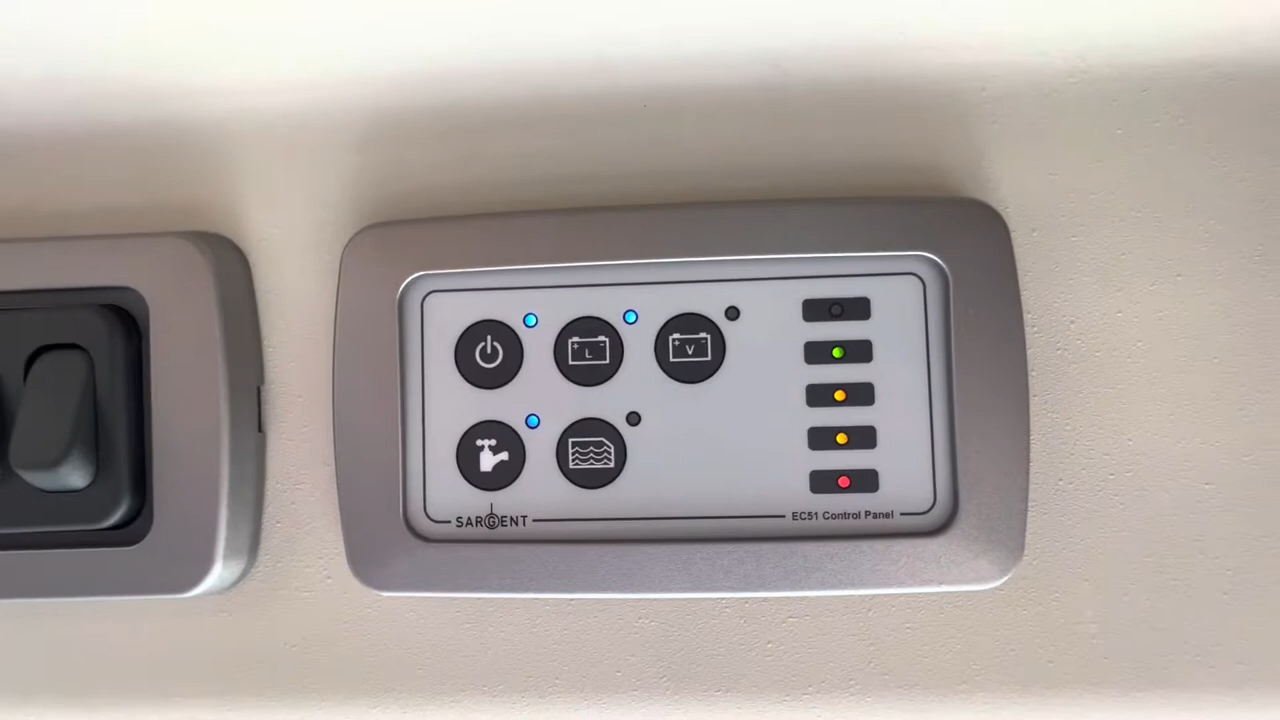 + - L
+ - V
SARGENT
EC51 Control Panel